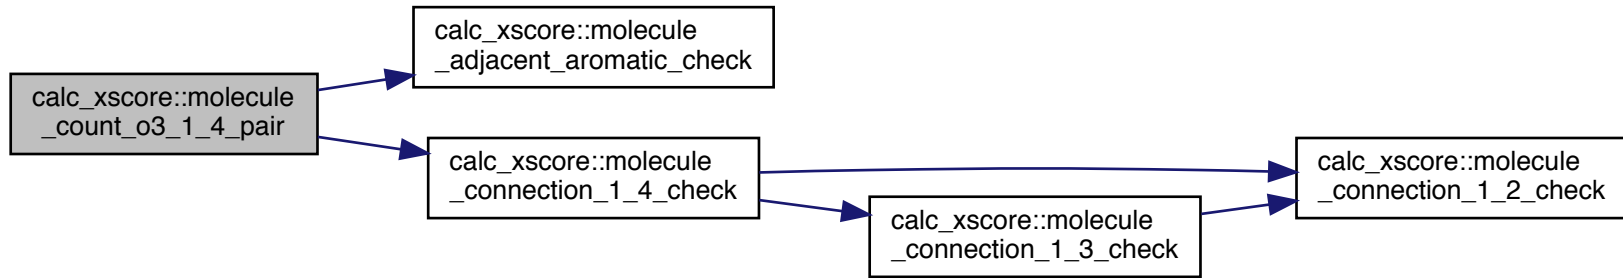 calc_xscore::molecule
_count_o3_1_4_pair
calc_xscore::molecule
_adjacent_aromatic_check
calc_xscore::molecule
_connection_1_4_check
calc_xscore::molecule
_connection_1_3_check
calc_xscore::molecule
_connection_1_2_check